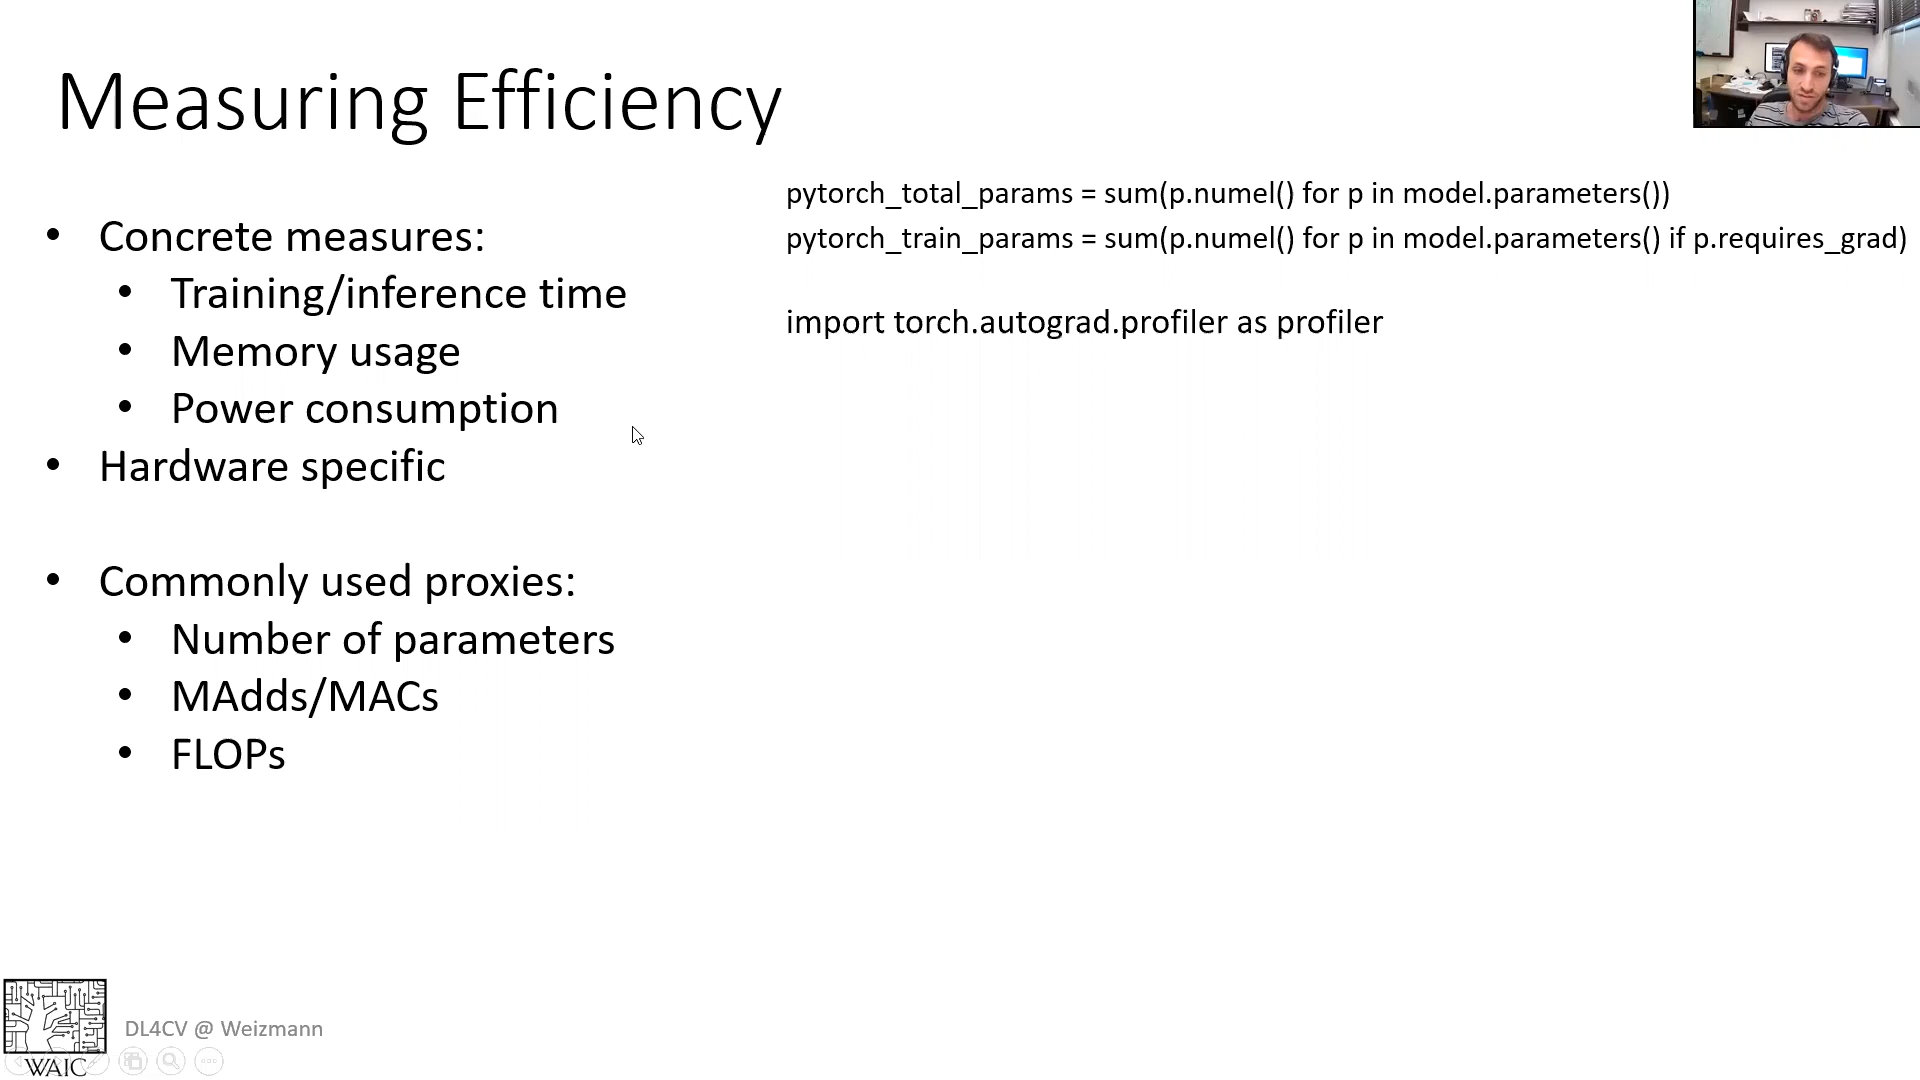 Measuring Efficiency
• Concrete measures:
• Training/inference time
• Memory usage
• Power consumption
• Hardware specific
• Commonly used proxies:
• Number of parameters
• MAdds/MACs
• FLOPs
pytorch_total_params = sum(p.numel() for p in model.parameters())
pytorch_train_params = sum(p.numel() for p in model.parameters() if p.requires_grad)
import torch.autograd.profiler as profiler
DL4CV @ Weizmann
WAIC